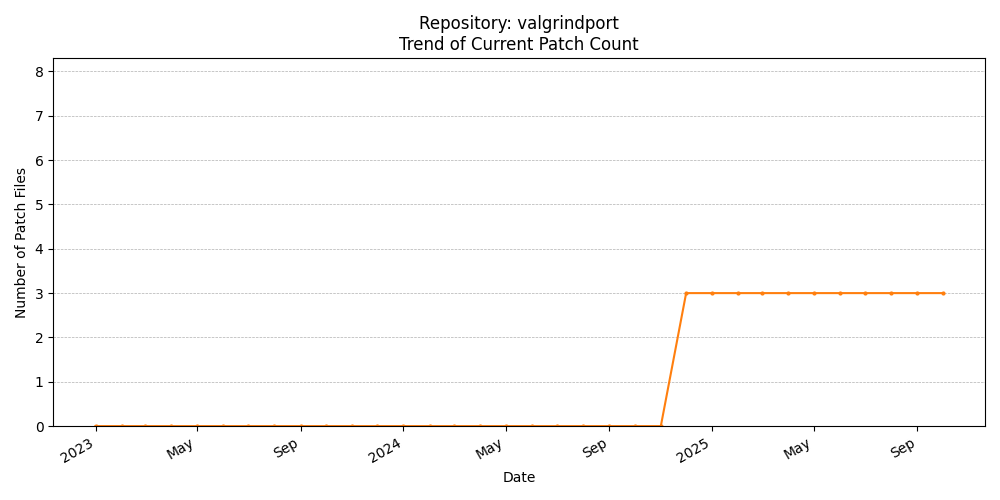 Repository: valgrindport
Trend of Current Patch Count
Number of Patch Files
8
7
6
5
4
3
2
1
0
2023 May Sep 2024 May Sep 2025 May Sep
Date